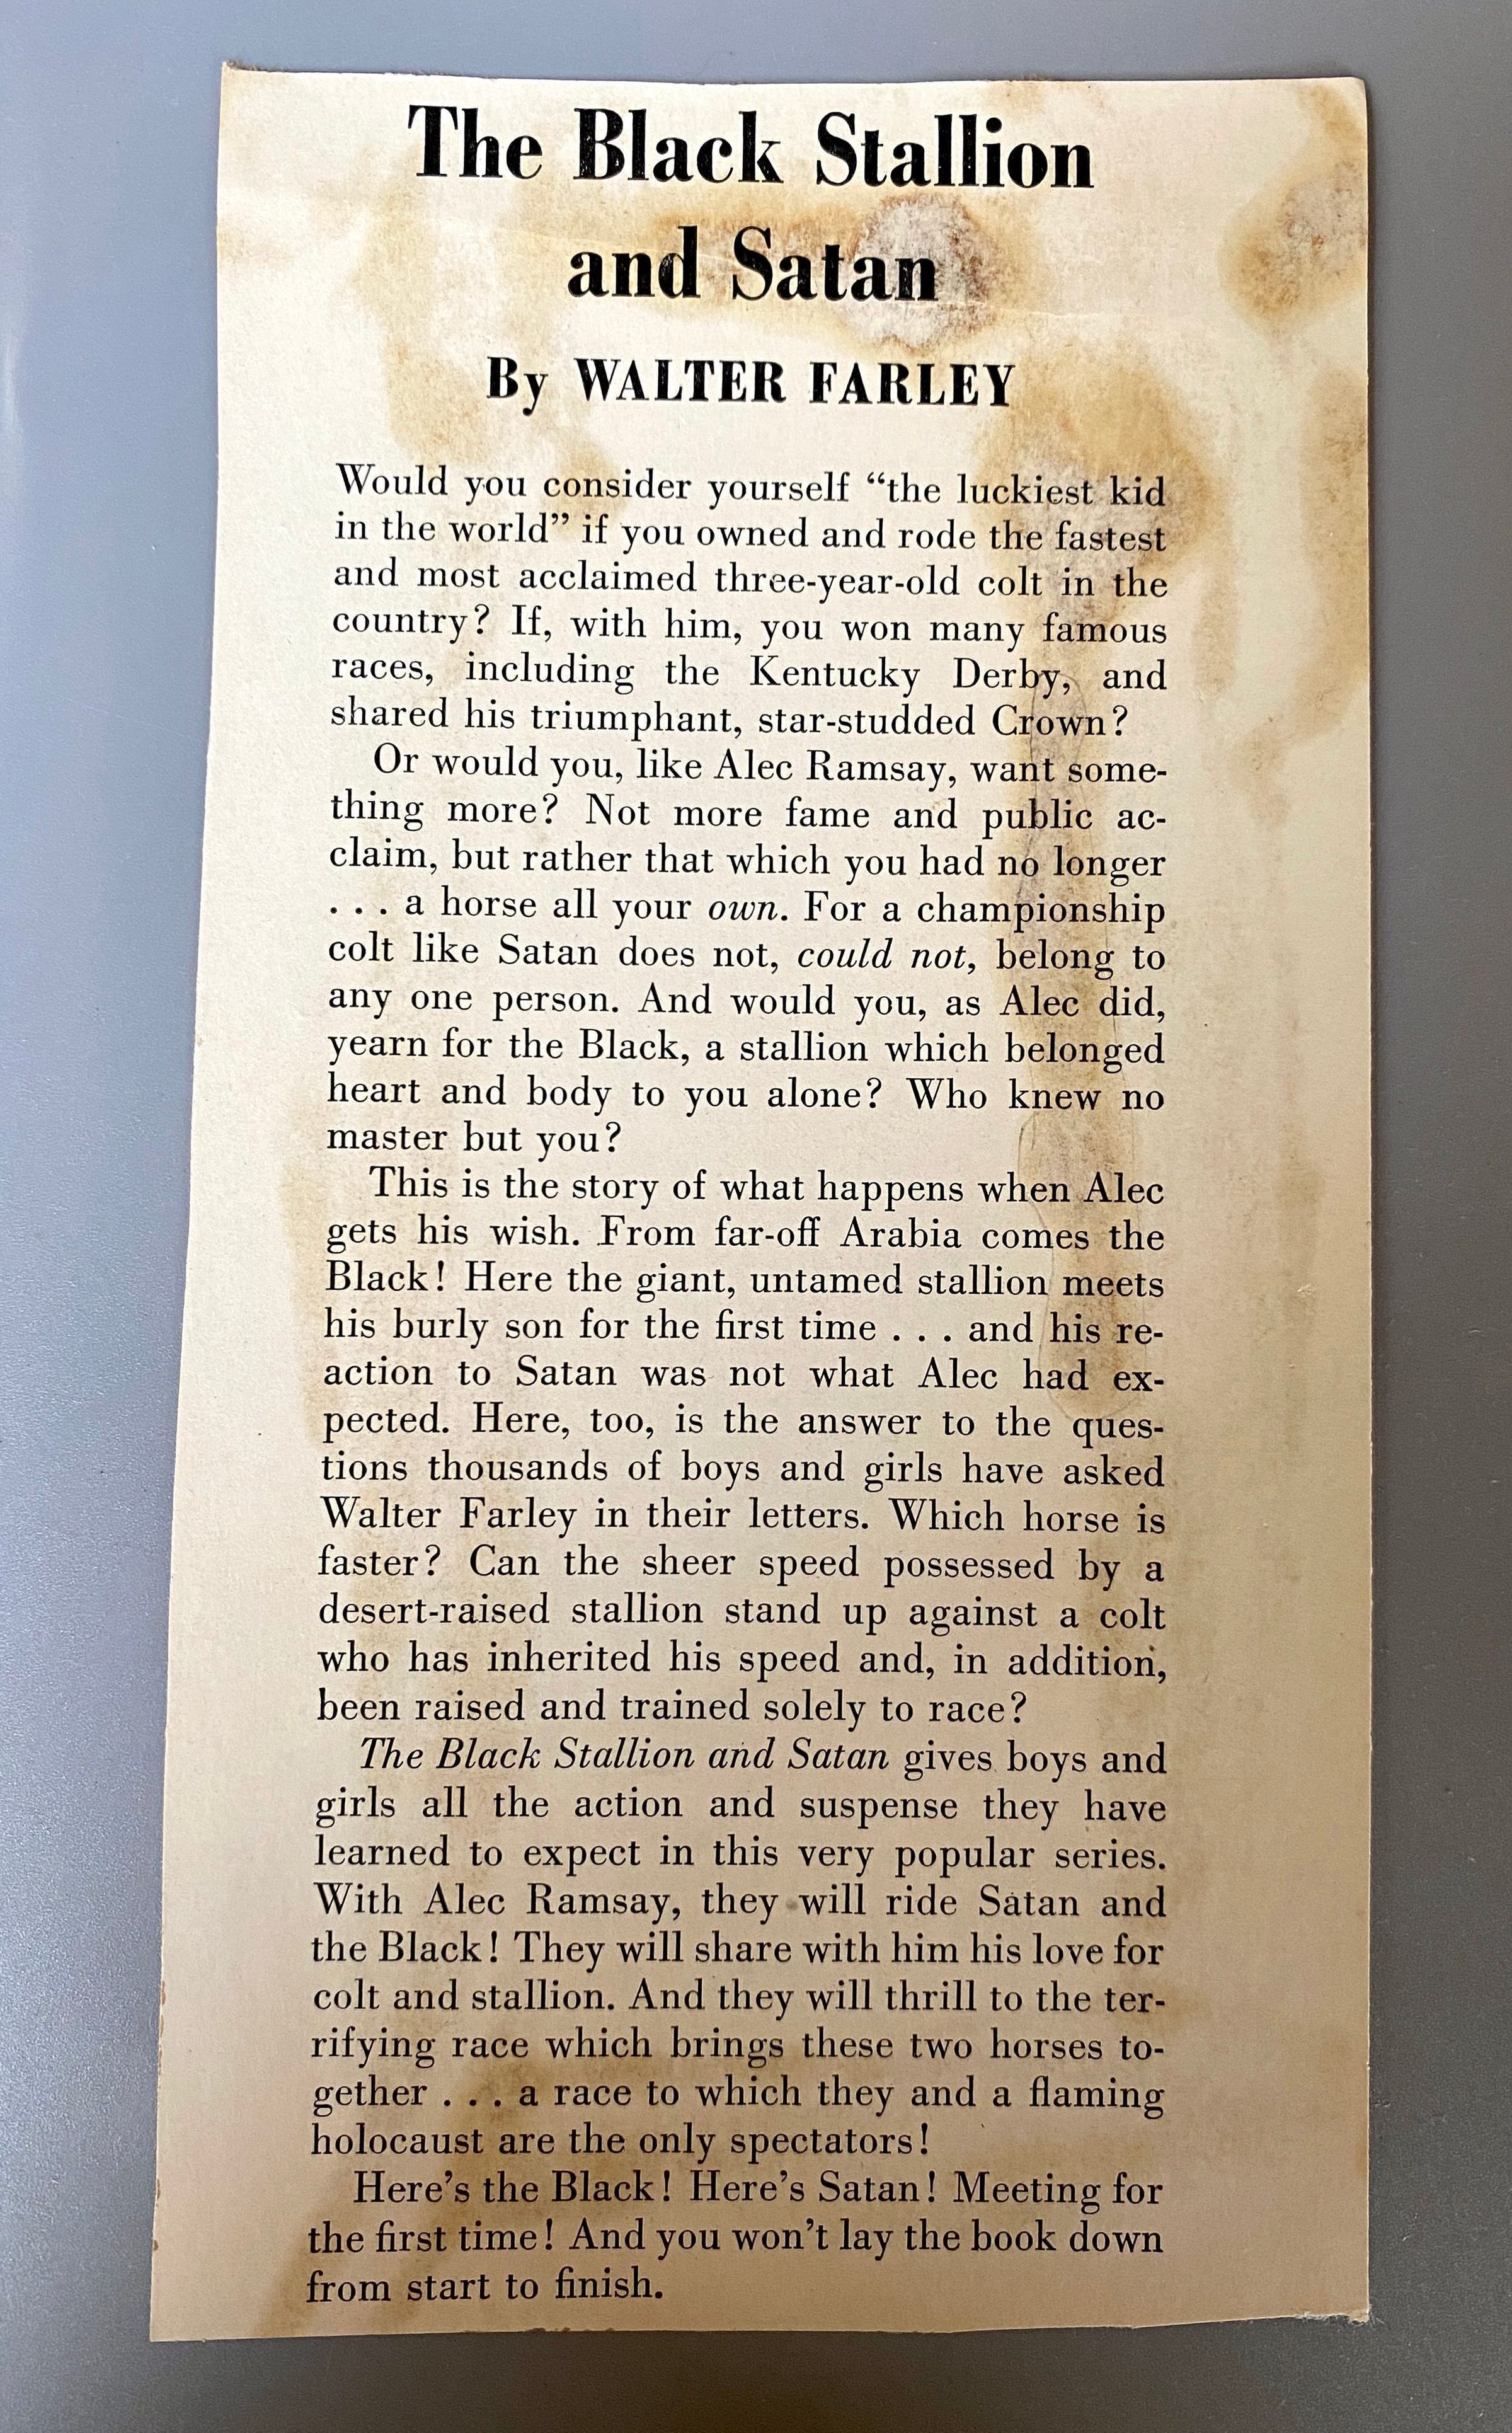 The Black Stallion
and Satan
By WALTER FARLEY
Would you consider yourself “the luckiest kid
in the world” if you owned and rode the fastest
and most acclaimed three-year-old colt in the
country? If, with him, you won many famous
races, including the Kentucky Derby, and
shared his triumphant, star-studded Crown?
Or would you, like Alec Ramsay, want some-
thing more? Not more fame and public ac-
claim, but rather that which you had no longer
. . . a horse all your own. For a championship
colt like Satan does not, could not, belong to
any one person. And would you, as Alec did,
yearn for the Black, a stallion which belonged
heart and body to you alone? Who knew no
master but you?
This is the story of what happens when Alec
gets his wish. From far-off Arabia comes the
Black! Here the giant, untamed stallion meets
his burly son for the first time . . . and his re-
action to Satan was not what Alec had ex-
pected. Here, too, is the answer to the ques-
tions thousands of boys and girls have asked
Walter Farley in their letters. Which horse is
faster? Can the sheer speed possessed by a
desert-raised stallion stand up against a colt
who has inherited his speed and, in addition,
been raised and trained solely to race?
The Black Stallion and Satan gives boys and
girls all the action and suspense they have
learned to expect in this very popular series.
With Alec Ramsay, they will ride Satan and
the Black! They will share with him his love for
colt and stallion. And they will thrill to the ter-
rifying race which brings these two horses to-
gether . . . a race to which they and a flaming
holocaust are the only spectators!
Here’s the Black! Here’s Satan! Meeting for
the first time! And you won’t lay the book down
from start to finish.